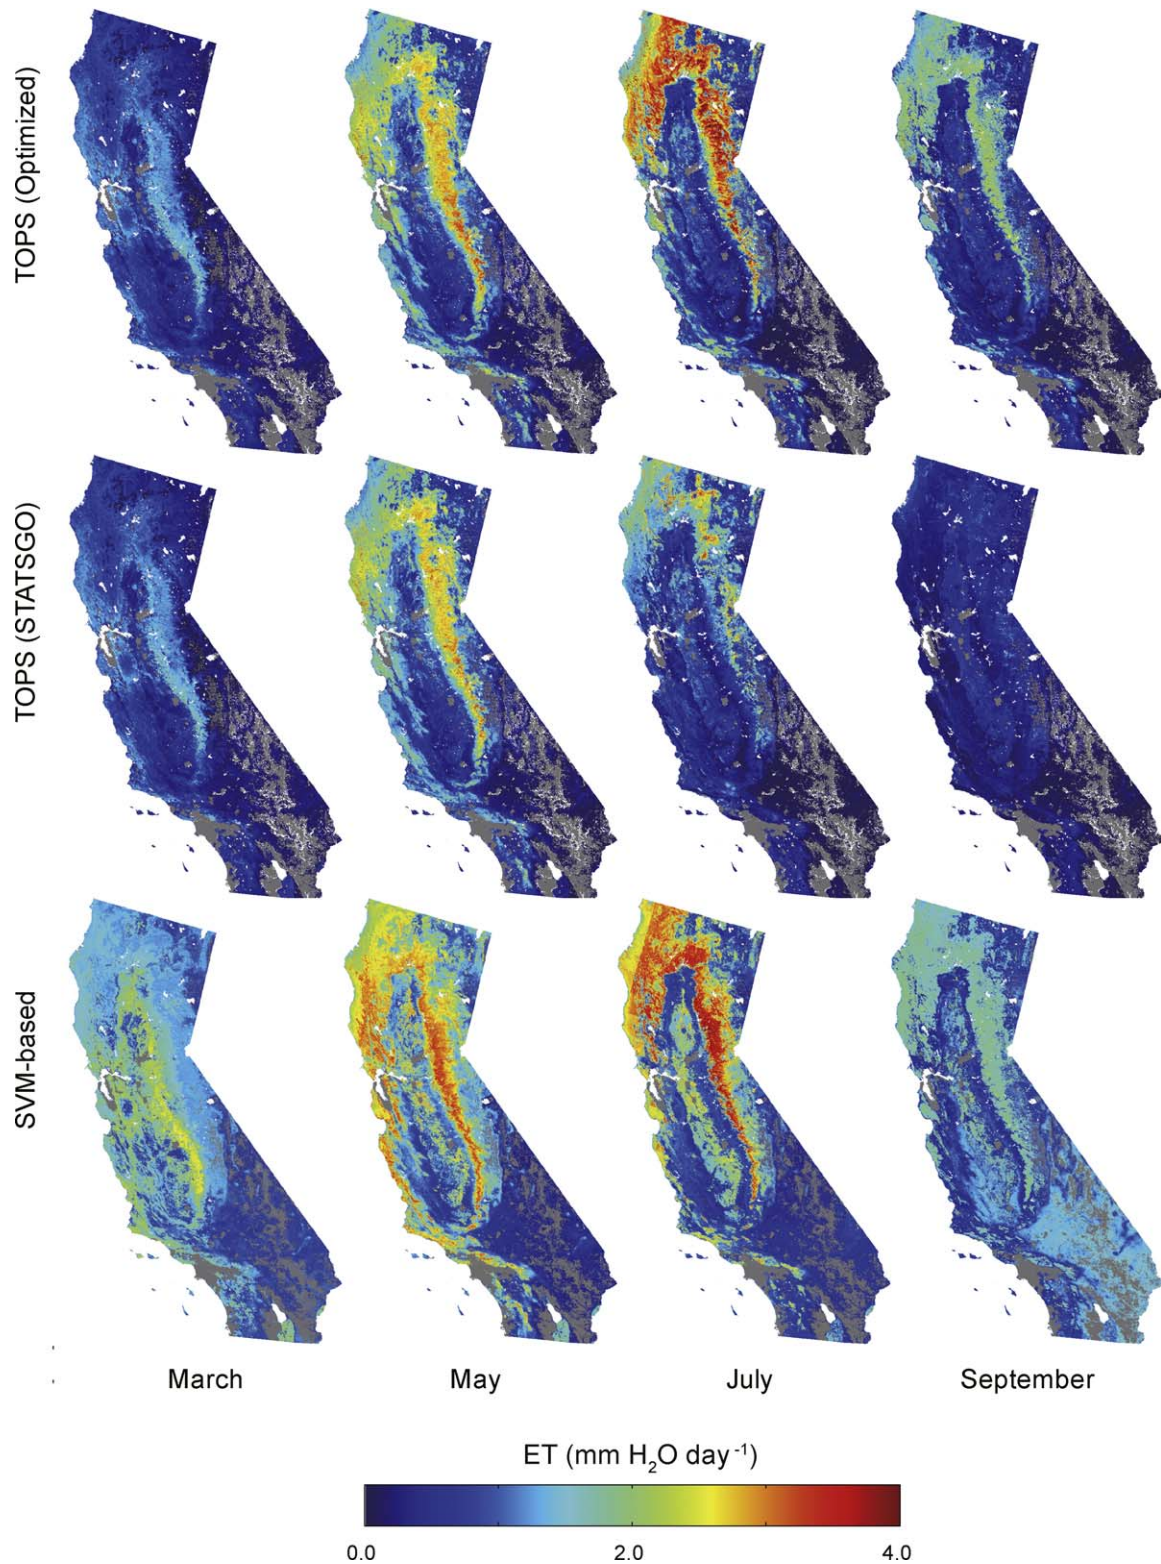 TOPS (Optimized)
TOPS (STATSGO)
SVM-based
March May July September
ET (mm H₂O day⁻¹)
0.0 2.0 4.0